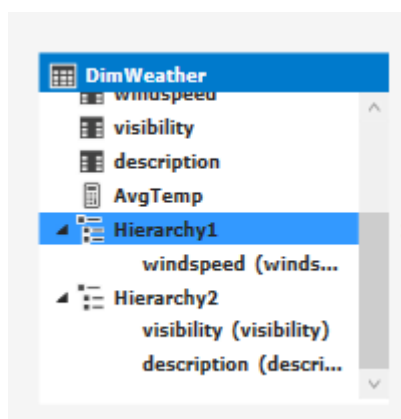 DimWeather
windspeed
visibility
description
AvgTemp
Hierarchy1
windspeed (winds...
Hierarchy2
visibility (visibility)
description (descri...